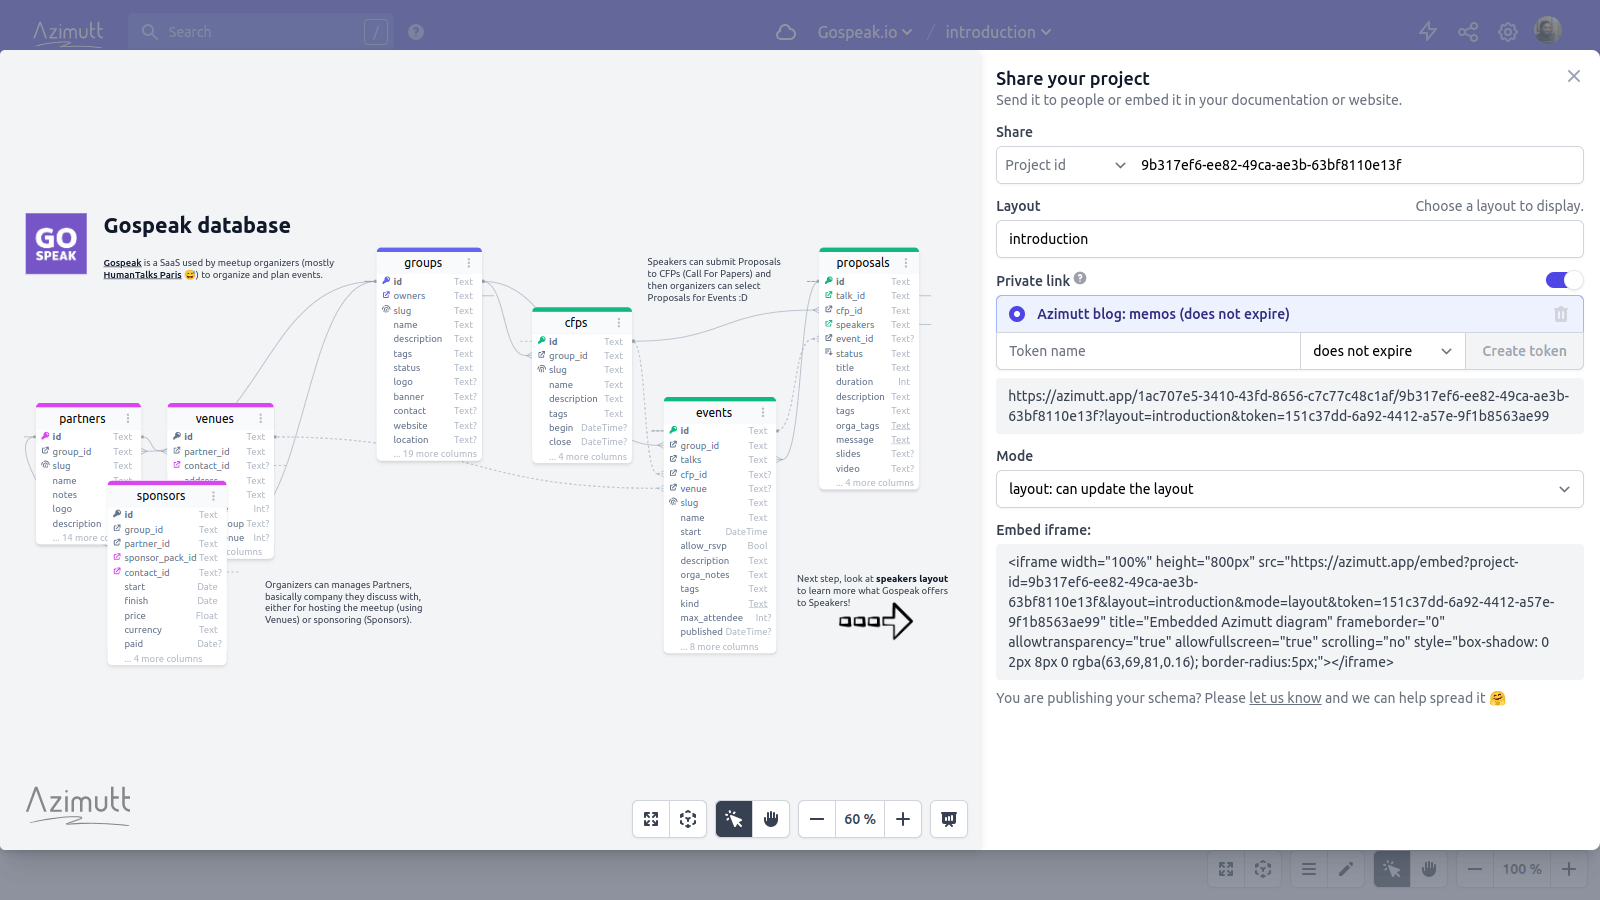 Azimutt
Search
/
?
Gospeak.io
/
introduction
GO
SPEAK
Gospeak database
Gospeak is a SaaS used by meetup organizers (mostly
HumanTalks Paris 😅) to organize and plan events.
groups
id Text
owners Text
slug Text
name Text
description Text
tags Text
status Text
logo Text?
banner Text?
contact Text?
website Text?
location Text?
... 19 more columns
cfps
id Text
group_id Text
slug Text
name Text
description Text
tags Text
begin DateTime?
close DateTime?
... 4 more columns
Speakers can submit Proposals
to CFPs (Call For Papers) and
then organizers can select
Proposals for Events :D
proposals
id Text
talk_id Text
cfp_id Text
speakers Text
event_id Text?
status Text
title Text
duration Int
description Text
tags Text
orga_tags Text
message Text
slides Text?
video Text?
... 4 more columns
partners
id Text
group_id Text
slug Text
name
notes
logo
description
... 14 more co
venues
id Text
partner_id Text
contact_id Text?
Text
Text
Int?
oup Text?
nue Int?
columns
sponsors
id Text
group_id Text
partner_id Text
sponsor_pack_id Text
contact_id Text?
start Date
finish Date
price Float
currency Text
paid Date?
... 4 more columns
events
id Text
group_id Text
talks Text
cfp_id Text?
venue Text?
slug Text
name Text
start DateTime
allow_rsvp Bool
description Text
orga_notes Text
tags Text
kind Text
max_attendee Int?
published DateTime?
... 8 more columns
Organizers can manages Partners,
basically company they discuss with,
either for hosting the meetup (using
Venues) or sponsoring (Sponsors).
Next step, look at speakers layout
to learn more what Gospeak offers
to Speakers!
Azimutt
60 %
Share your project
Send it to people or embed it in your documentation or website.
Share
Project id 9b317ef6-ee82-49ca-ae3b-63bf8110e13f
Layout Choose a layout to display.
introduction
Private link ?
Azimutt blog: memos (does not expire)
Token name does not expire Create token
https://azimutt.app/1ac707e5-3410-43fd-8656-c7c77c48c1af/9b317ef6-ee82-49ca-ae3b-
63bf8110e13f?layout=introduction&token=151c37dd-6a92-4412-a57e-9f1b8563ae99
Mode
layout: can update the layout
Embed iframe:
<iframe width="100%" height="800px" src="https://azimutt.app/embed?project-
id=9b317ef6-ee82-49ca-ae3b-
63bf8110e13f&layout=introduction&mode=layout&token=151c37dd-6a92-4412-a57e-
9f1b8563ae99" title="Embedded Azimutt diagram" frameborder="0"
allowtransparency="true" allowfullscreen="true" scrolling="no" style="box-shadow: 0
2px 8px 0 rgba(63,69,81,0.16); border-radius:5px;"></iframe>
You are publishing your schema? Please let us know and we can help spread it 🤗
100 %